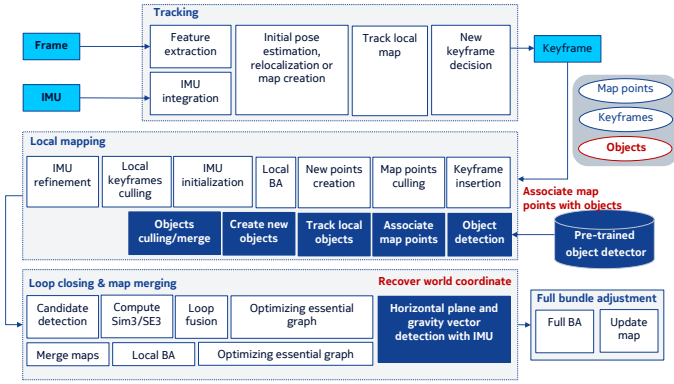 Tracking
Frame
IMU
Feature
extraction
IMU
integration
Initial pose
estimation,
relocalization or
map creation
Track local
map
New
keyframe
decision
Keyframe
Map points
Keyframes
Objects
Local mapping
IMU
refinement
Local
keyframes
culling
IMU
initialization
Local
BA
New points
creation
Map points
culling
Keyframe
insertion
Associate map
points with objects
Objects
culling/merge
Create new
objects
Track local
objects
Associate
map points
Object
detection
Pre-trained
object detector
Loop closing & map merging
Recover world coordinate
Candidate
detection
Compute
Sim3/SE3
Loop
fusion
Optimizing essential
graph
Merge maps
Local BA
Optimizing essential graph
Horizontal plane and
gravity vector
detection with IMU
Full bundle adjustment
Full BA
Update
map